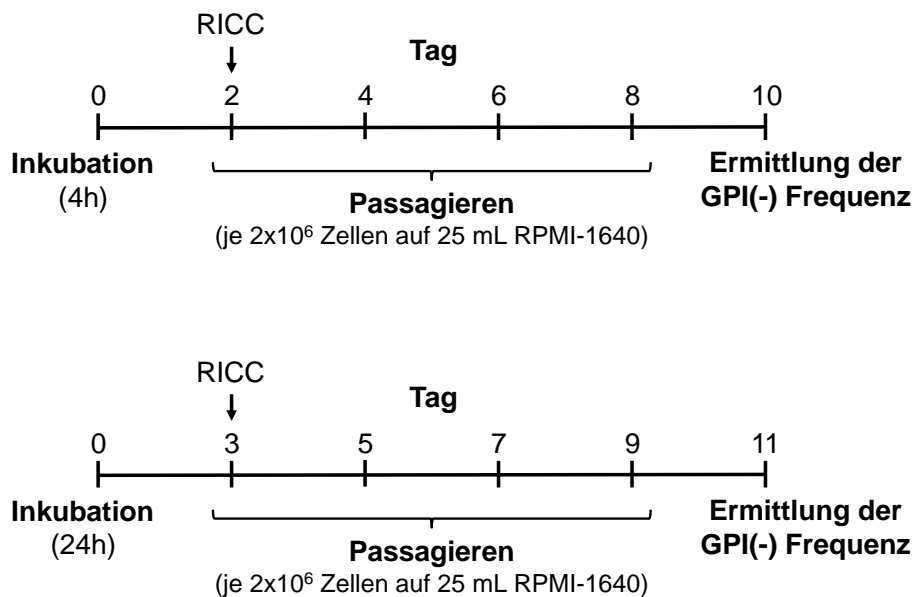 RICC
Tag
0 2 4 6 8 10
Inkubation
(4h)
Passagieren
(je 2x10⁶ Zellen auf 25 mL RPMI-1640)
Ermittlung der
GPI(-) Frequenz
RICC
Tag
0 3 5 7 9 11
Inkubation
(24h)
Passagieren
(je 2x10⁶ Zellen auf 25 mL RPMI-1640)
Ermittlung der
GPI(-) Frequenz